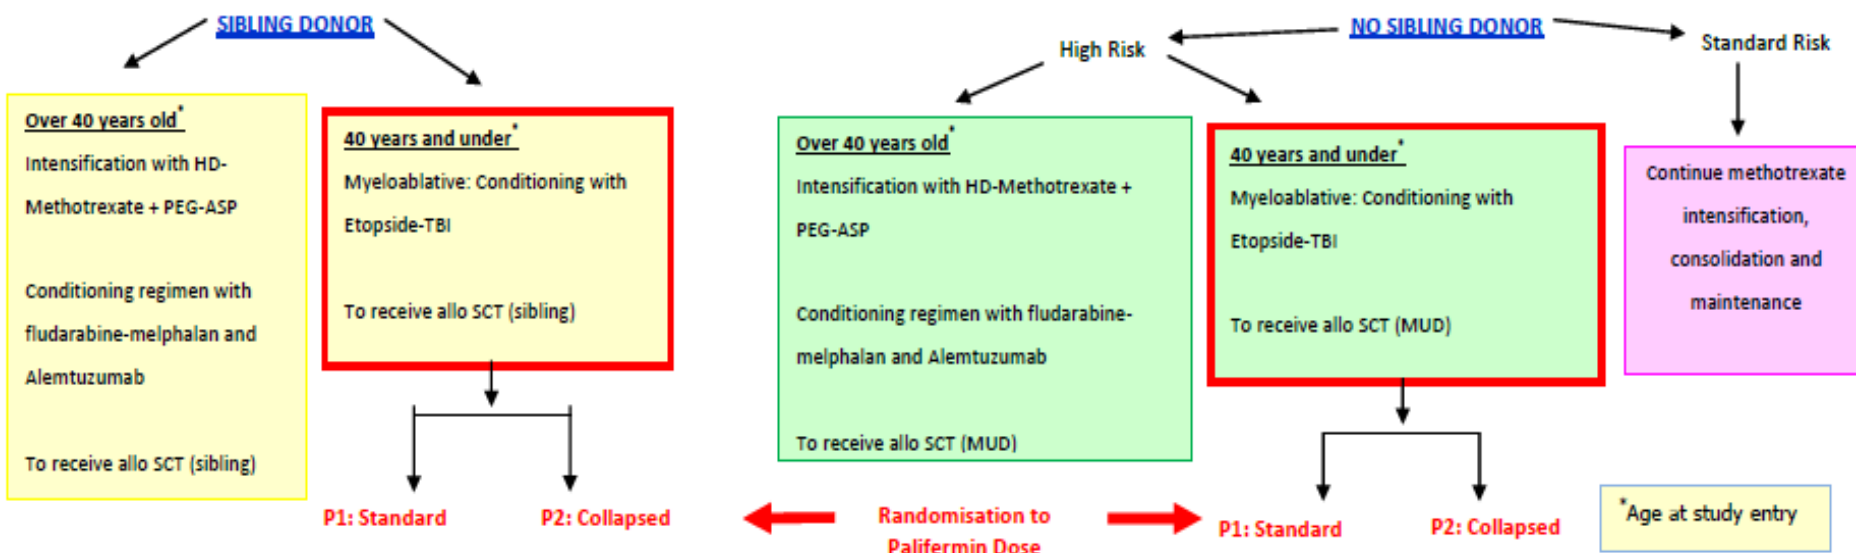 SIBLING DONOR
Over 40 years old*
Intensification with HD-
Methotrexate + PEG-ASP
Conditioning regimen with
fludarabine-melphalan and
Alemtuzumab
To receive allo SCT (sibling)
40 years and under*
Myeloablative: Conditioning with
Etopside-TBI
To receive allo SCT (sibling)
P1: Standard
P2: Collapsed
NO SIBLING DONOR
High Risk
Standard Risk
Over 40 years old*
Intensification with HD-Methotrexate +
PEG-ASP
Conditioning regimen with fludarabine-
melphalan and Alemtuzumab
To receive allo SCT (MUD)
40 years and under*
Myeloablative: Conditioning with
Etopside-TBI
To receive allo SCT (MUD)
Continue methotrexate
intensification,
consolidation and
maintenance
Randomisation to
Palifermin Dose
P1: Standard
P2: Collapsed
*Age at study entry